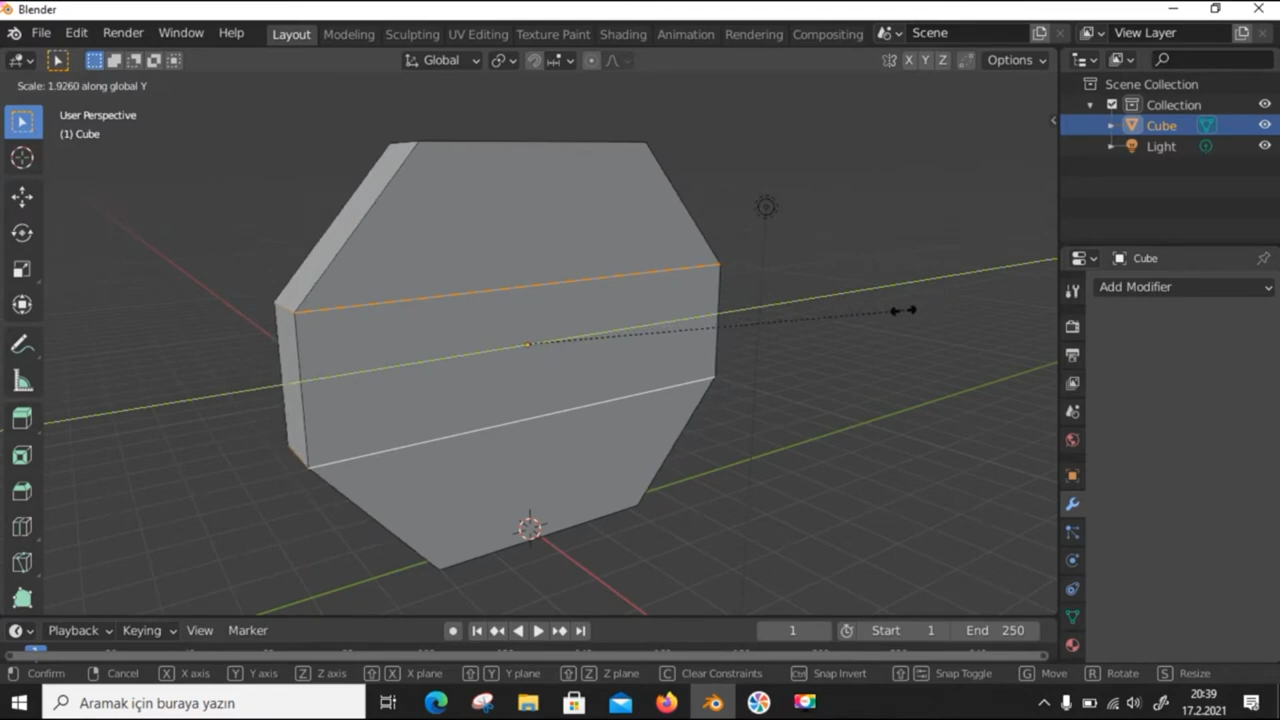 Blender
File Edit Render Window Help Layout Modeling Sculpting UV Editing Texture Paint Shading Animation Rendering Compositing Scene View Layer
Global X Y Z Options
Scale: 1.9260 along global Y
Scene Collection
User Perspective
Collection
(1) Cube
Cube
Light
Cube
Add Modifier
Playback Keying View Marker 1 Start 1 End 250
Confirm Cancel X X axis Y Y axis Z Z axis X X plane Y Y plane Z Z plane C Clear Constraints Ctrl Snap Invert Snap Toggle G Move R Rotate S Resize
Aramak için buraya yazın
20:39
17.2.2021